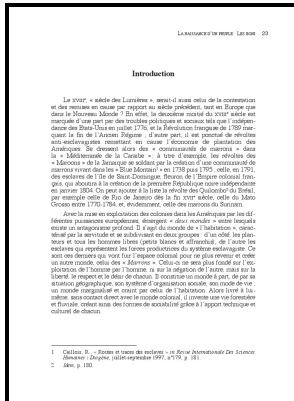 LA NAISSANCE D'UN PEUPLE : LES BONI 23
Introduction
Le XVIIIe, « siècle des Lumières », serait-il aussi celui de la contestation
et des remises en cause par rapport au siècle précédent, tant en Europe que
dans le Nouveau Monde ? En effet, la deuxième moitié du XVIIIe est
marquée d'une part par des troubles politiques et sociaux tels que l'indépen-
dance des Etats-Unis en juillet 1776, et la Révolution française de 1789 mar-
quant la fin de l'Ancien Régime ; d'autre part, il est ponctué de révoltes
anti-esclavagistes remettant en cause l'économie de plantation des
Amériques. Se dressent alors des « communautés de marrons » dans
la « Méditerranée de la Caraïbe » ; à titre d'exemple, les révoltes des
« Maroons » de la Jamaïque se soldant par la création d'une communauté de
marrons vivant dans les « Blue Montains » en 1738 puis 1795 ; celle, en 1791,
des esclaves de l'île de Saint-Domingue, fleuron de l'Empire colonial fran-
çais, qui aboutira à la création de la première République noire indépendante
en janvier 1804. On peut ajouter à la liste la révolte des Quilombo¹ du Brésil,
par exemple celle de Rio de Janeiro dès la fin XVIIe siècle, celle du Mato
Grosso entre 1770-1784, et, évidemment, celle des marrons du Surinam.
Avec la mise en exploitation des colonies dans les Amériques par les dif-
férentes puissances européennes, émergent « deux mondes » entre lesquels
existe un antagonisme profond. Il s'agit du monde de « l'habitation », carac-
térisé par la servitude et se subdivisant en deux groupes : d'un côté, les plan-
teurs et tous les hommes libres (petits blancs et affranchis), de l'autre les
esclaves qui représentent les forces productrices du système esclavagiste. Ce
sont ces derniers qui vont fuir l'espace colonial pour ne plus revenir et créer
un autre monde, celui des « Marrons ». Celui-ci ne sera plus fondé sur l'ex-
ploitation de l'homme par l'homme, ni sur la négation de l'autre, mais sur la
liberté, le respect et le désir de chacun. Il constitue un monde à part, de par sa
situation géographique, son système d'organisation sociale, son mode de vie ;
un monde marginalisé et craint par celui de l'habitation. Alors livré à lui-
même, sans contact direct avec le monde colonial, il invente une vie forestière
et fluviale, créant ainsi des formes de sociabilité grâce à l'apport technique et
culturel de chacun.
1 Caillois, R., « Routes et traces des esclaves » in Revue Internationale Des Sciences
Humaines : Diogène, juillet-septembre 1997, n°179, p. 181.
2 Idem, p. 180.